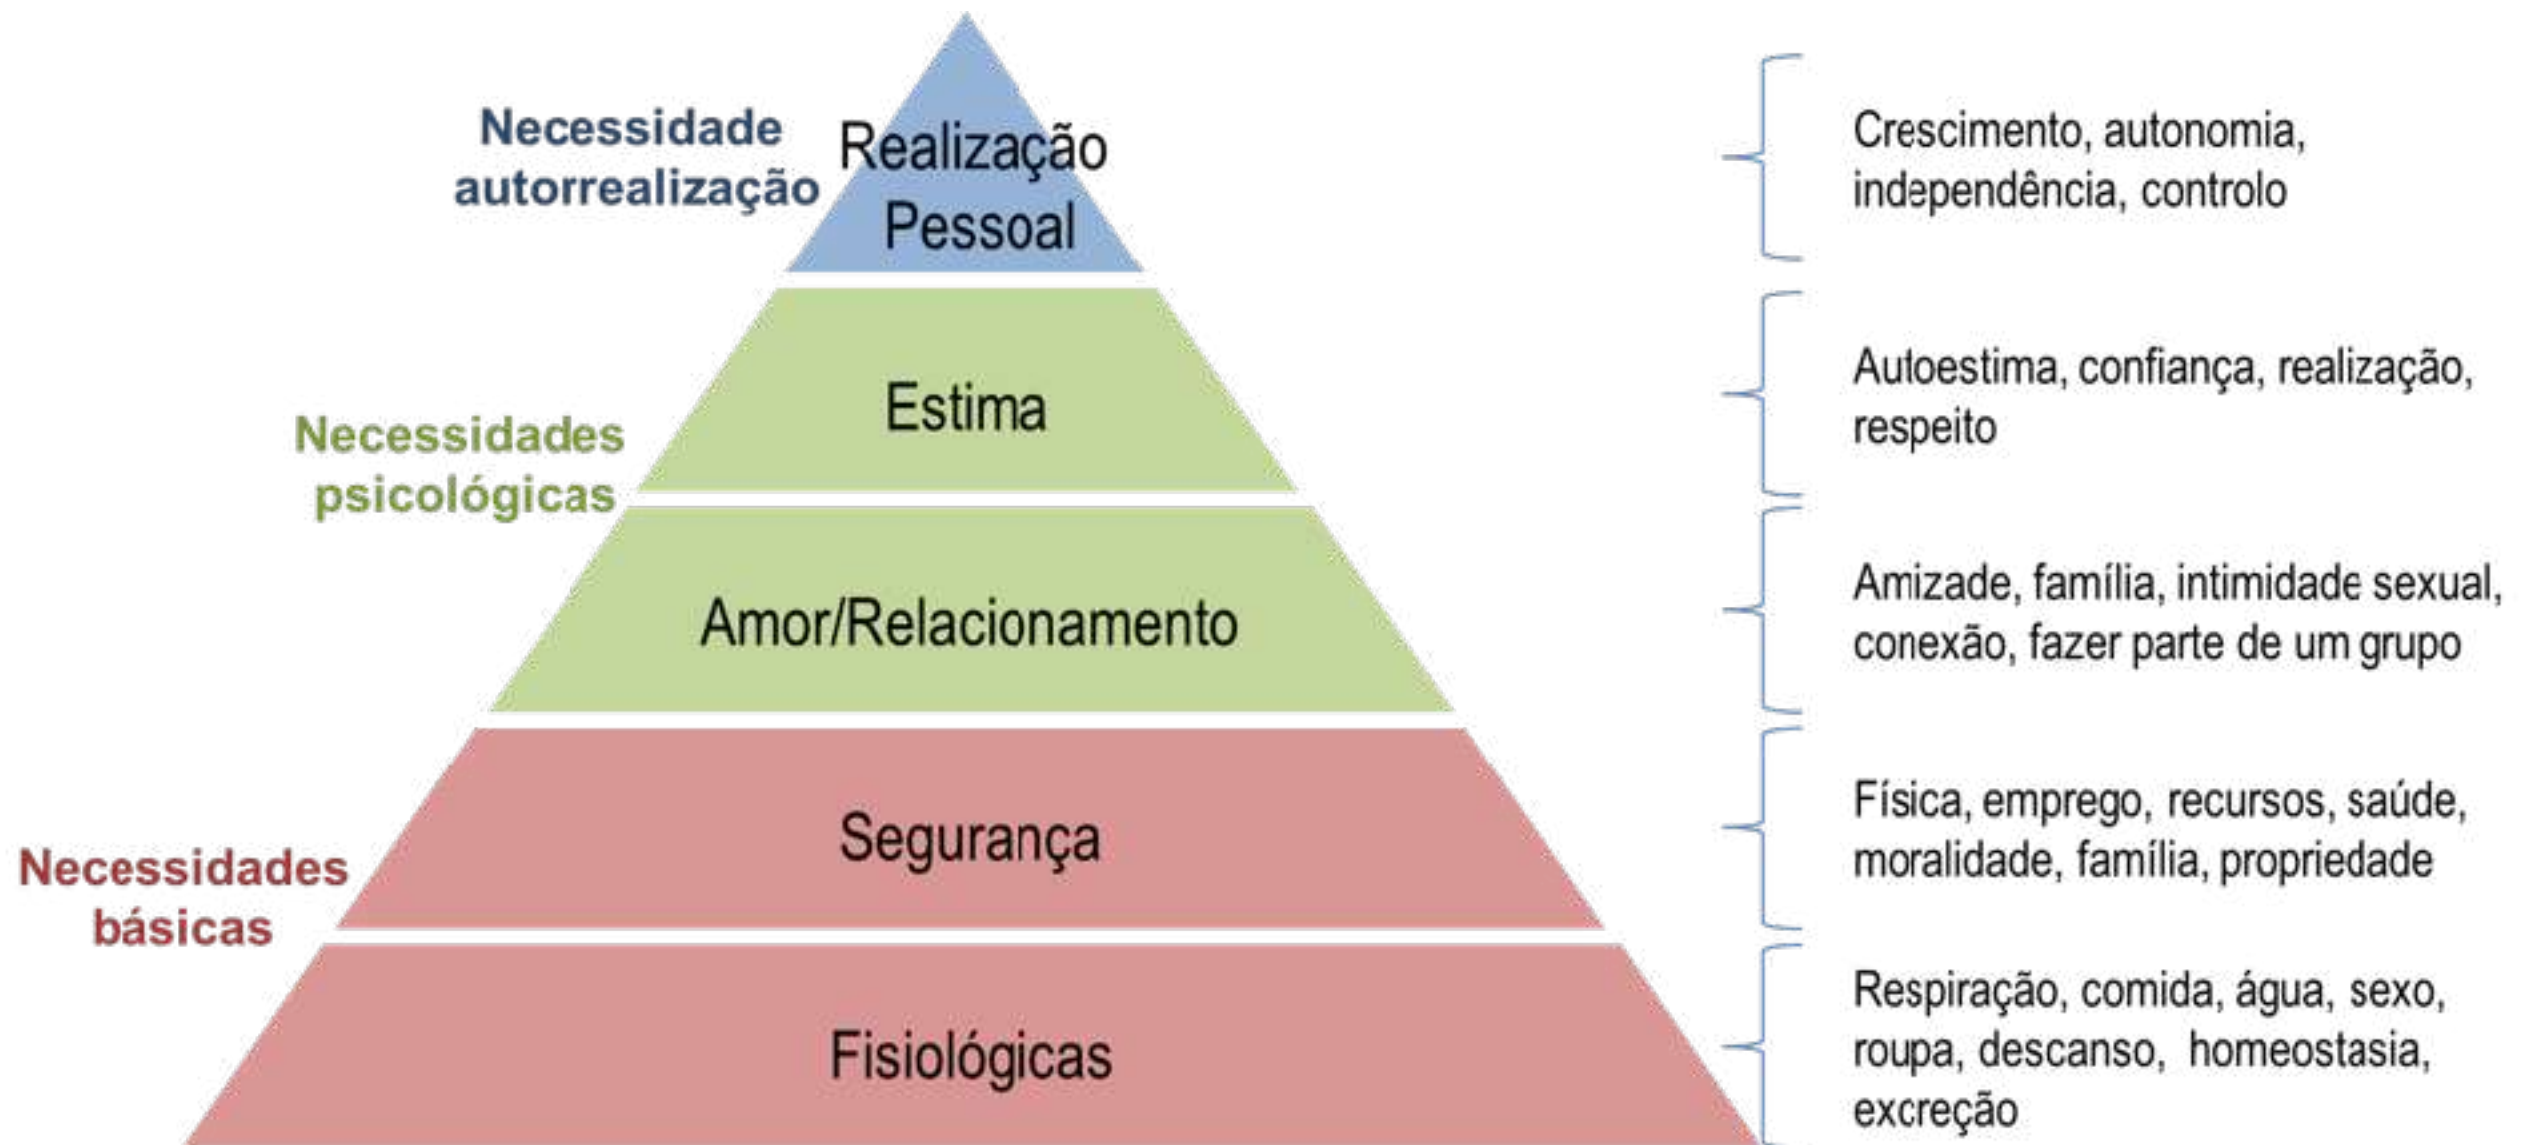 Necessidade
autorrealização
Realização
Pessoal
Crescimento, autonomia,
independência, controlo
Necessidades
psicológicas
Estima
Autoestima, confiança, realização,
respeito
Amor/Relacionamento
Amizade, família, intimidade sexual,
conexão, fazer parte de um grupo
Necessidades
básicas
Segurança
Física, emprego, recursos, saúde,
moralidade, família, propriedade
Fisiológicas
Respiração, comida, água, sexo,
roupa, descanso, homeostasia,
excreção